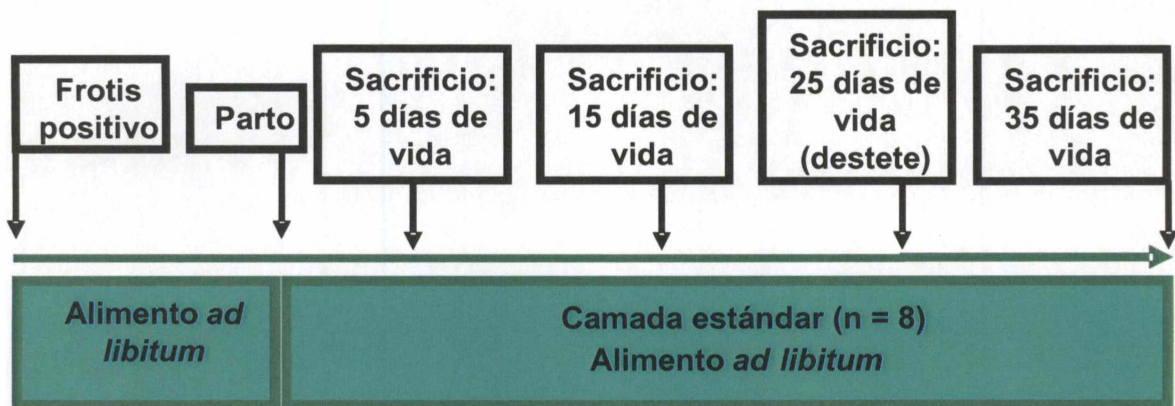 Frotis
positivo
Parto
Sacrificio:
5 días de
vida
Sacrificio:
15 días de
vida
Sacrificio:
25 días de
vida
(destete)
Sacrificio:
35 días de
vida
Alimento ad
libitum
Camada estándar (n = 8)
Alimento ad libitum